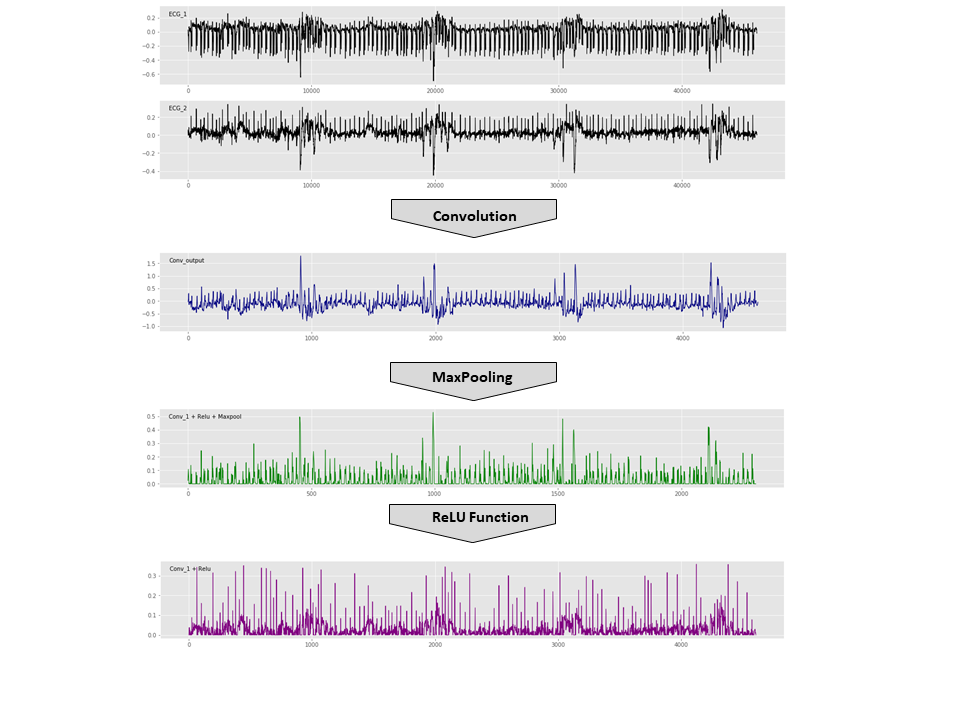 ECG_1
0.2
0.0
−0.2
−0.4
−0.6
0 10000 20000 30000 40000
ECG_2
0.2
0.0
−0.2
−0.4
0 10000 20000 30000 40000
Convolution
Conv_output
1.5
1.0
0.5
0.0
−0.5
−1.0
0 1000 2000 3000 4000
MaxPooling
Conv_1 + Relu + Maxpool
0.5
0.4
0.3
0.2
0.1
0.0
0 500 1000 1500 2000
ReLU Function
Conv_1 + Relu
0.3
0.2
0.1
0.0
0 1000 2000 3000 4000